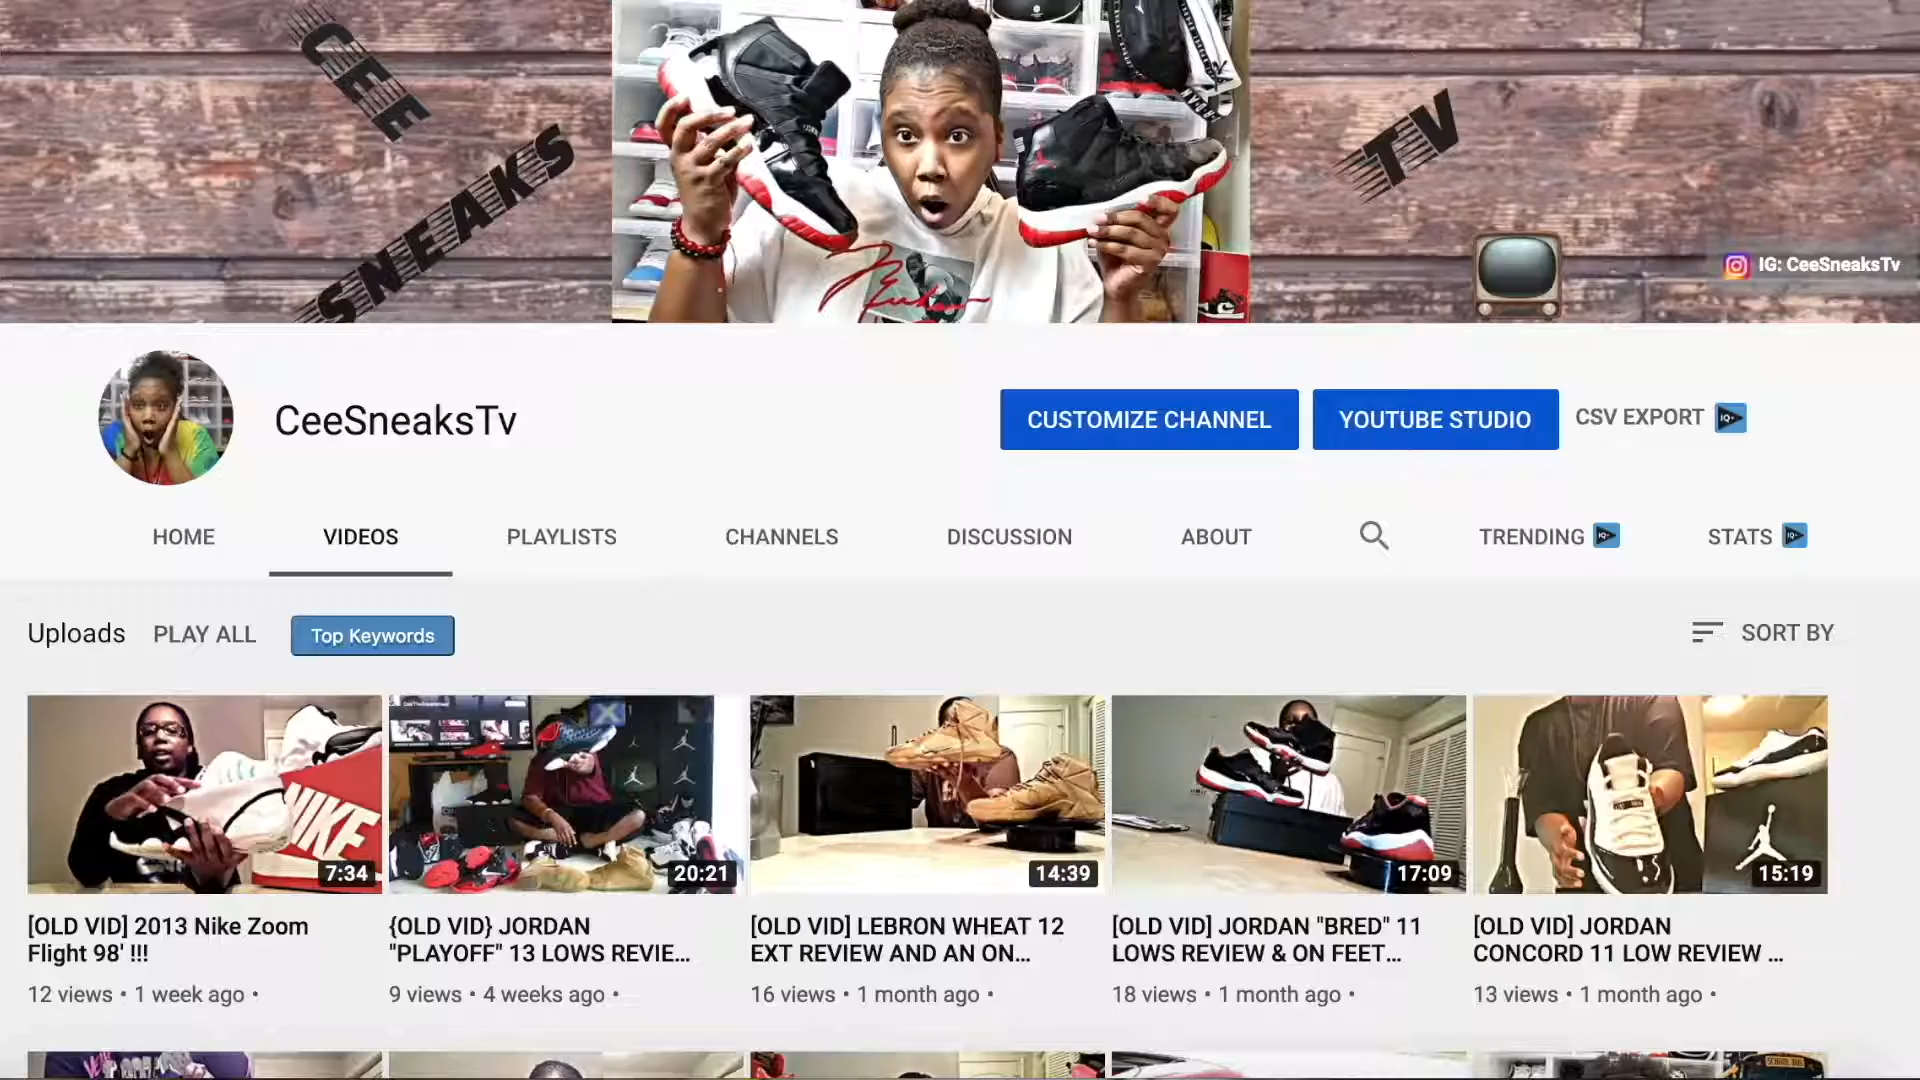 CEE
SNEAKS
TV
IG: CeeSneaksTv
CeeSneaksTv
CUSTOMIZE CHANNEL
YOUTUBE STUDIO
CSV EXPORT
HOME
VIDEOS
PLAYLISTS
CHANNELS
DISCUSSION
ABOUT
TRENDING
STATS
Uploads
PLAY ALL
Top Keywords
SORT BY
NIKE
7:34
20:21
14:39
17:09
15:19
[OLD VID] 2013 Nike Zoom
Flight 98' !!!
12 views • 1 week ago •
{OLD VID} JORDAN
"PLAYOFF" 13 LOWS REVIE...
9 views • 4 weeks ago •
[OLD VID] LEBRON WHEAT 12
EXT REVIEW AND AN ON...
16 views • 1 month ago •
[OLD VID] JORDAN "BRED" 11
LOWS REVIEW & ON FEET...
18 views • 1 month ago •
[OLD VID] JORDAN
CONCORD 11 LOW REVIEW ...
13 views • 1 month ago •
SCHOOL BUS